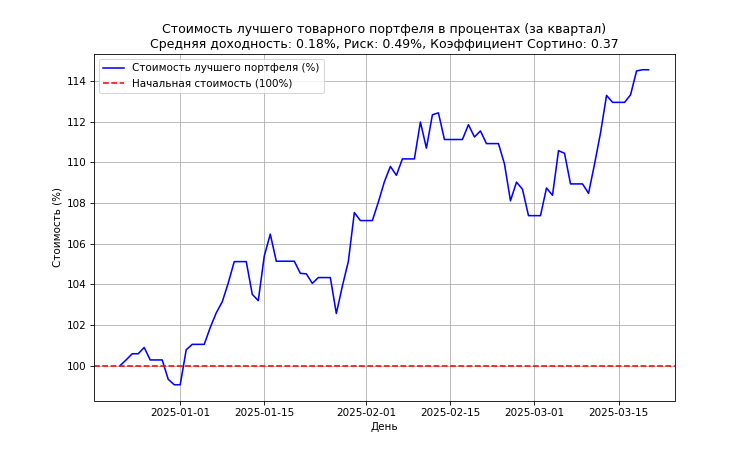 Стоимость лучшего товарного портфеля в процентах (за квартал)
Средняя доходность: 0.18%, Риск: 0.49%, Коэффициент Сортино: 0.37
Стоимость лучшего портфеля (%)
Начальная стоимость (100%)
Стоимость (%)
114
112
110
108
106
104
102
100
2025-01-01
2025-01-15
2025-02-01
2025-02-15
2025-03-01
2025-03-15
День